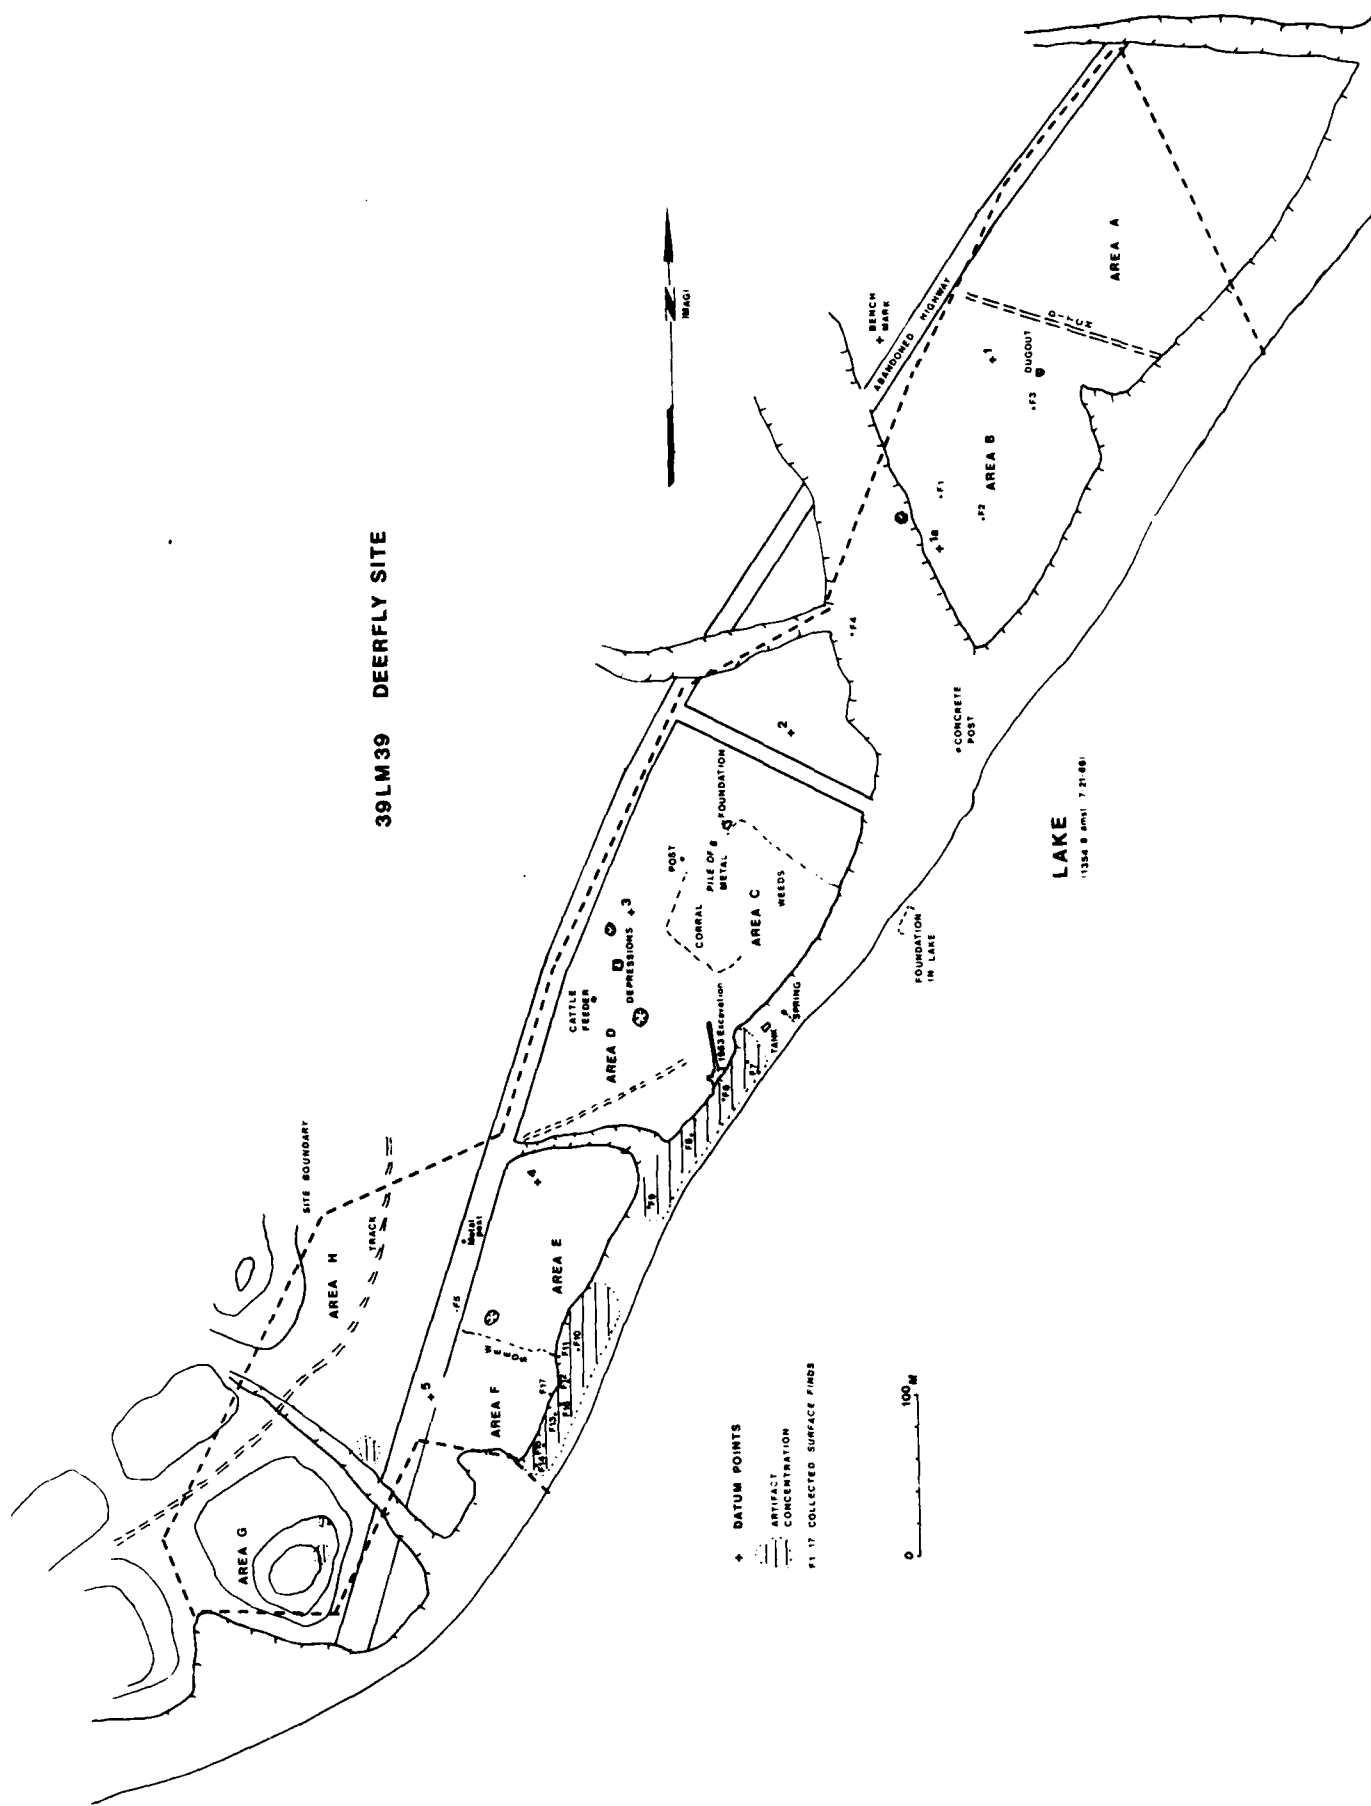 39LM39 DEERFLY SITE
(MAG)
BENCH
MARK
ABANDONED HIGHWAY
AREA A
DITCH
+1
DUGOUT
F3
AREA B
F1
F2
+1a
F4
CONCRETE
POST
+2
FOUNDATION
POST
PILE OF
METAL
CORRAL
AREA C
WEEDS
+3
DEPRESSIONS
CATTLE
FEEDER
AREA D
1963 Excavation
SPRING
TANK
F7
F6
F8
F9
FOUNDATION
IN LAKE
LAKE
SITE BOUNDARY
TRACK
AREA H
+4
Metal
post
AREA E
F5
WEEDS
F10
F11
F12
F17
F13
AREA F
+5
AREA G
+ DATUM POINTS
ARTIFACT
CONCENTRATION
F1-17 COLLECTED SURFACE FINDS
0 100M